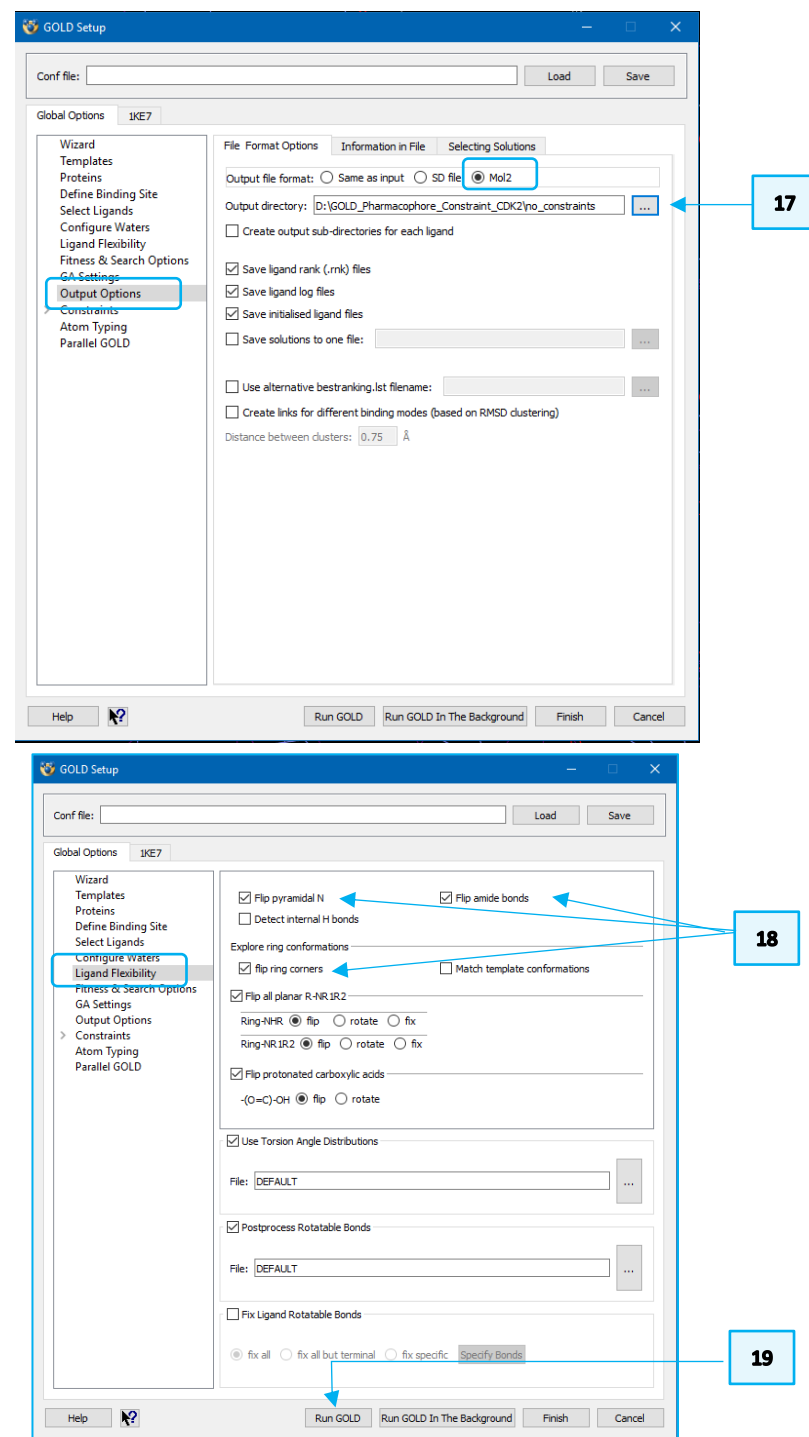 GOLD Setup
Conf file: Load Save
Global Options 1KE7
Wizard
Templates
Proteins
Define Binding Site
Select Ligands
Configure Waters
Ligand Flexibility
Fitness & Search Options
GA Settings
Output Options
Constraints
Atom Typing
Parallel GOLD
File Format Options Information in File Selecting Solutions
Output file format: Same as input SD file Mol2
Output directory: D:\GOLD_Pharmacophore_Constraint_CDK2\no_constraints ...
17
Create output sub-directories for each ligand
Save ligand rank (.rnk) files
Save ligand log files
Save initialised ligand files
Save solutions to one file: ...
Use alternative bestranking.lst filename: ...
Create links for different binding modes (based on RMSD clustering)
Distance between clusters: 0.75 Å
Help Run GOLD Run GOLD In The Background Finish Cancel
GOLD Setup
Conf file: Load Save
Global Options 1KE7
Wizard
Templates
Proteins
Define Binding Site
Select Ligands
Configure Waters
Ligand Flexibility
Fitness & Search Options
GA Settings
Output Options
> Constraints
Atom Typing
Parallel GOLD
Flip pyramidal N Flip amide bonds
Detect internal H bonds
18
Explore ring conformations
flip ring corners Match template conformations
Flip all planar R-NR1R2
Ring-NHR flip rotate fix
Ring-NR1R2 flip rotate fix
Flip protonated carboxylic acids
-(O=C)-OH flip rotate
Use Torsion Angle Distributions
File: DEFAULT ...
Postprocess Rotatable Bonds
File: DEFAULT ...
Fix Ligand Rotatable Bonds
fix all fix all but terminal fix specific Specify Bonds
19
Help Run GOLD Run GOLD In The Background Finish Cancel